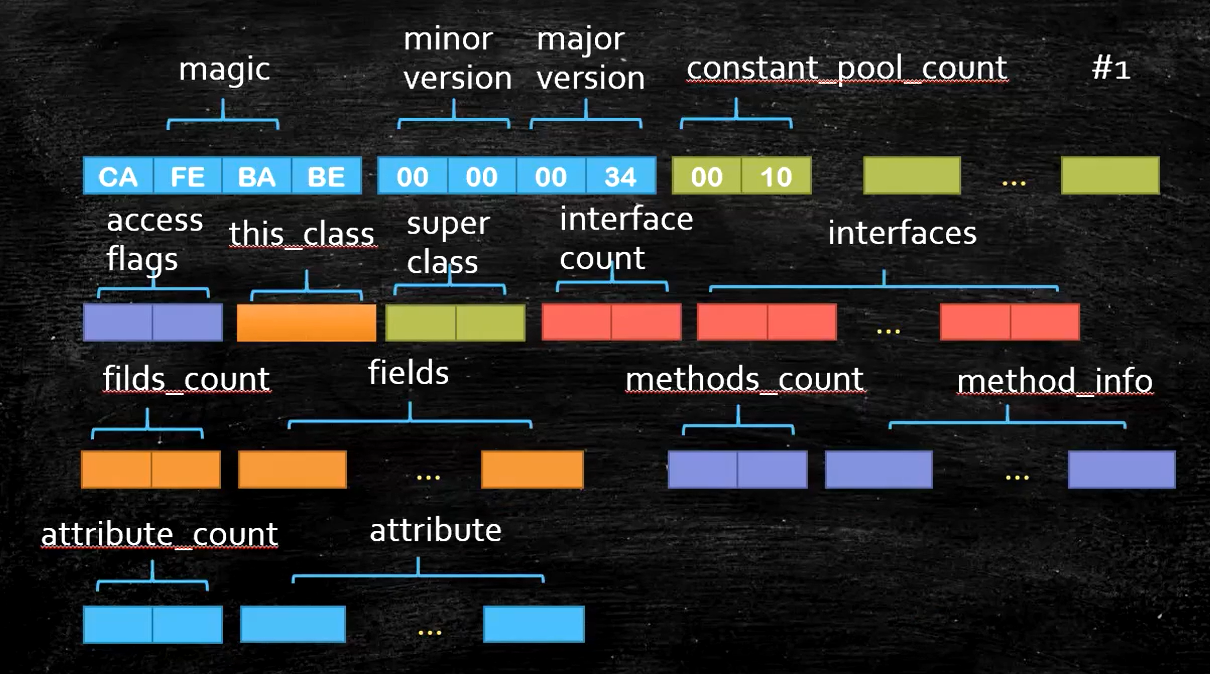 magic
minor version
major version
constant_pool_count
#1
CA FE BA BE 00 00 00 34 00 10 ...
access flags
this_class
super class
interface count
interfaces
...
filds_count
fields
methods_count
method_info
... ...
attribute_count
attribute
...